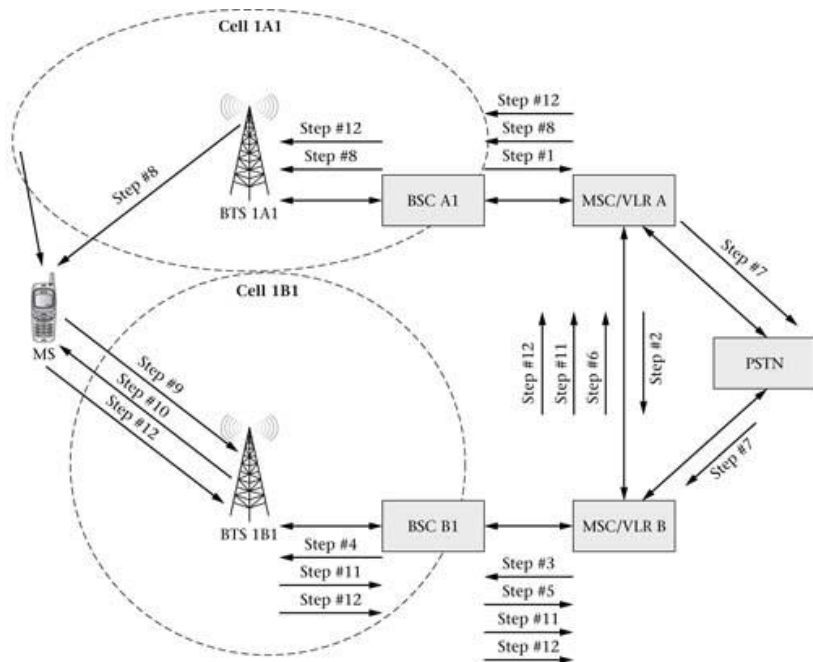 Cell 1A1
Step #12
Step #12
Step #8
Step #8
Step #1
Step #8
BTS 1A1
BSC A1
MSC/VLR A
Step #7
Cell 1B1
MS
Step #9
Step #10
Step #12
Step #12
Step #11
Step #6
Step #2
PSTN
Step #7
BTS 1B1
BSC B1
MSC/VLR B
Step #4
Step #3
Step #11
Step #5
Step #12
Step #11
Step #12